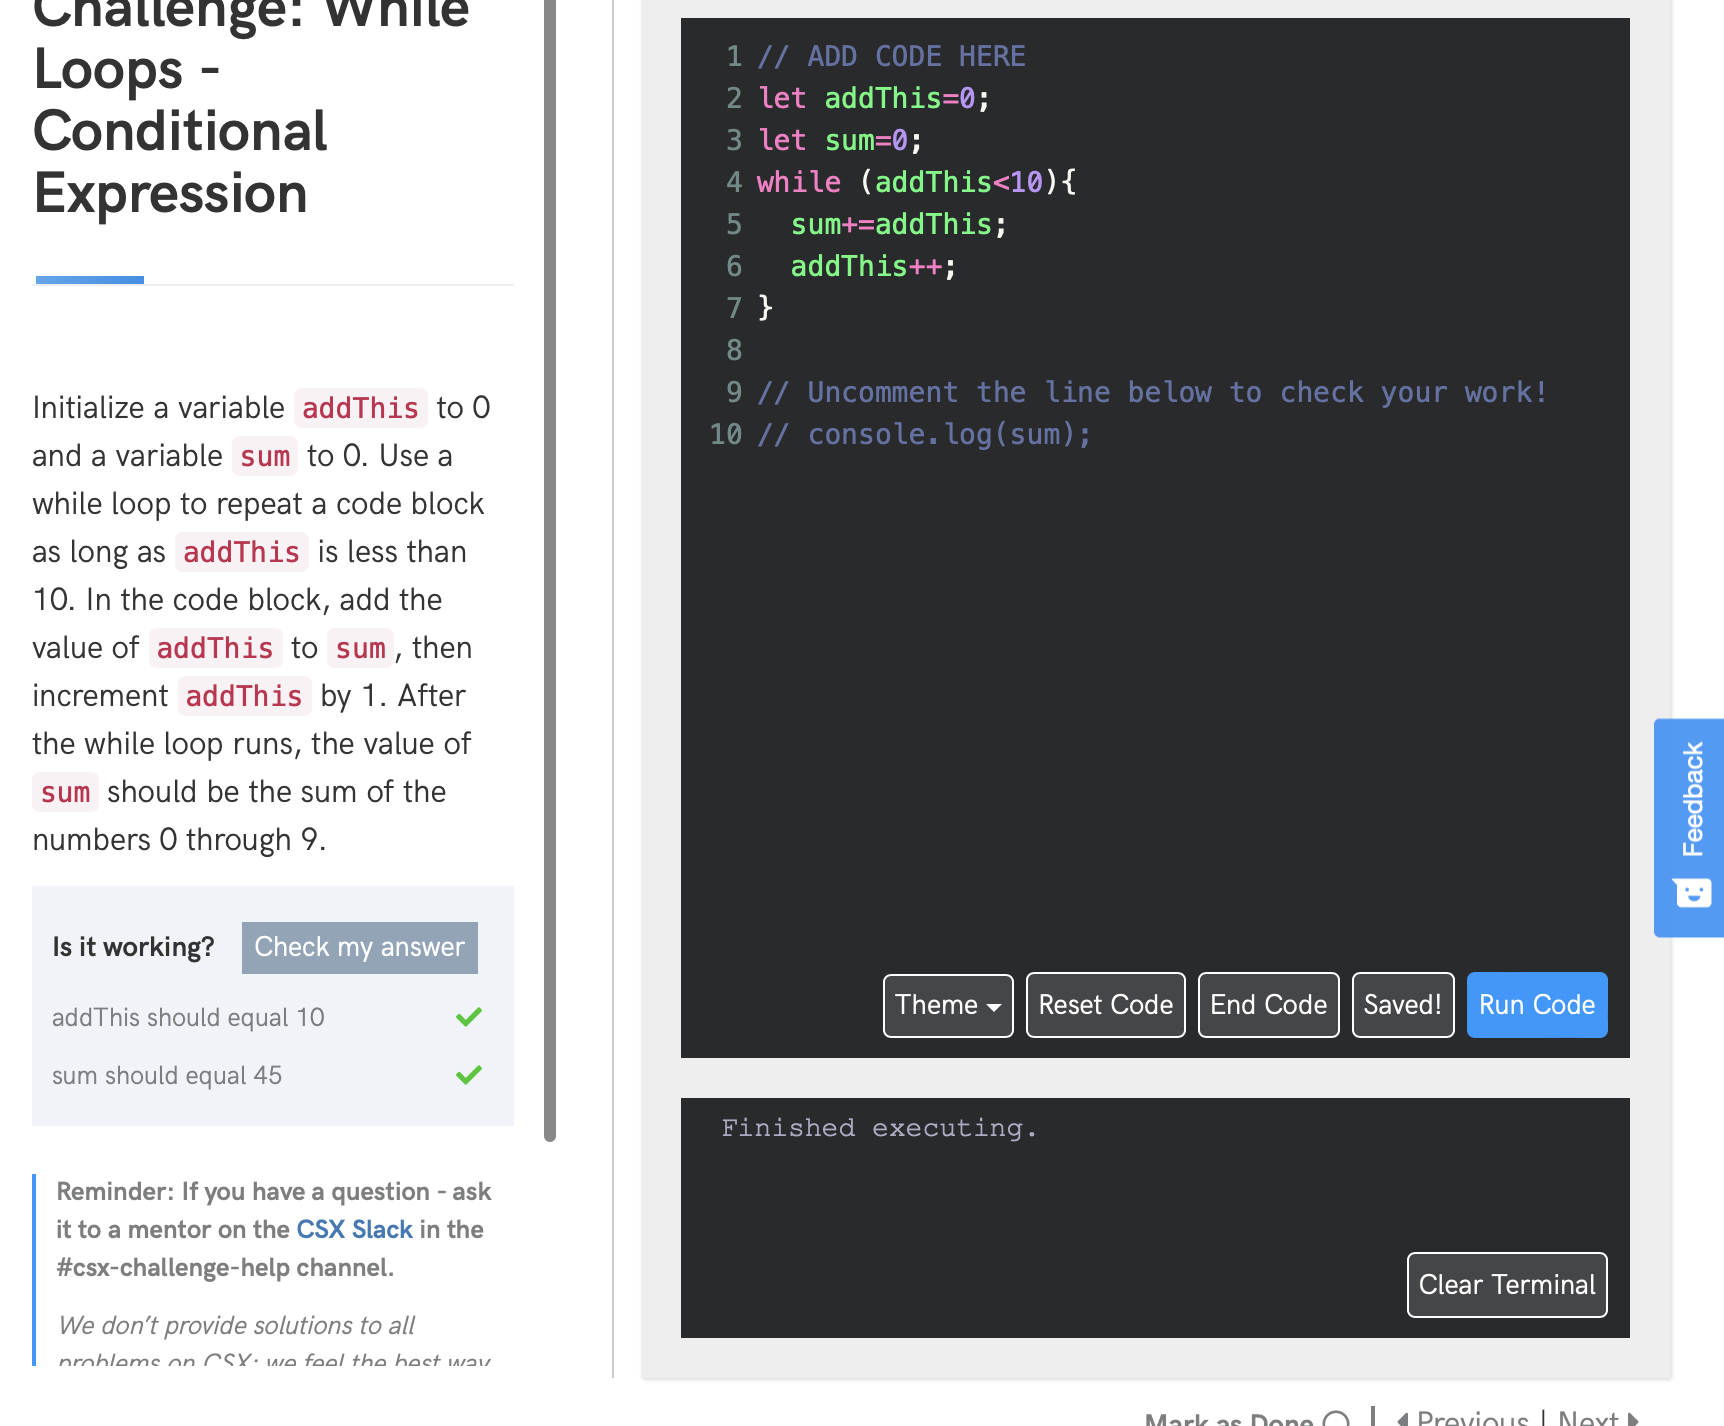 Challenge: While
Loops -
Conditional
Expression
Initialize a variable addThis to 0
and a variable sum to 0. Use a
while loop to repeat a code block
as long as addThis is less than
10. In the code block, add the
value of addThis to sum, then
increment addThis by 1. After
the while loop runs, the value of
sum should be the sum of the
numbers 0 through 9.
Is it working? Check my answer
addThis should equal 10
sum should equal 45
Reminder: If you have a question - ask
it to a mentor on the CSX Slack in the
#csx-challenge-help channel.
We don't provide solutions to all
problems on CSX; we feel the best way
1 // ADD CODE HERE
2 let addThis=0;
3 let sum=0;
4 while (addThis<10){
5   sum+=addThis;
6   addThis++;
7 }
8
9 // Uncomment the line below to check your work!
10 // console.log(sum);
Theme Reset Code End Code Saved! Run Code
Finished executing.
Clear Terminal
Feedback
Mark as Done | Previous | Next